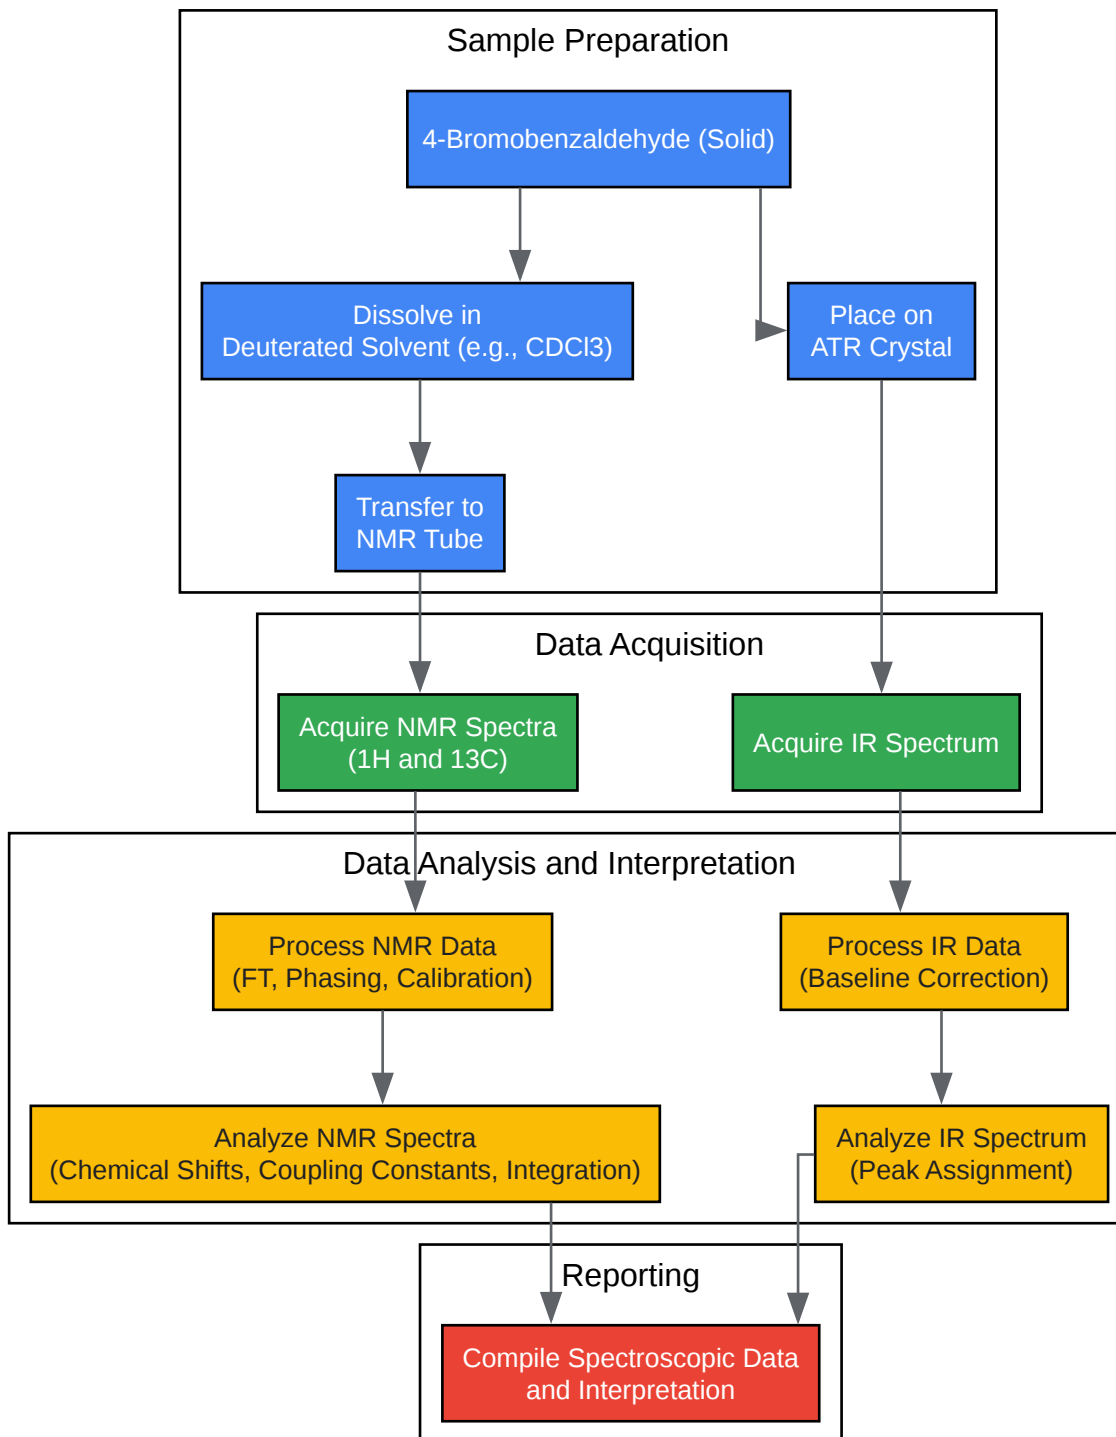 Sample Preparation
4-Bromobenzaldehyde (Solid)
Dissolve in
Deuterated Solvent (e.g., CDCl3)
Place on
ATR Crystal
Transfer to
NMR Tube
Data Acquisition
Acquire NMR Spectra
(1H and 13C)
Acquire IR Spectrum
Data Analysis and Interpretation
Process NMR Data
(FT, Phasing, Calibration)
Process IR Data
(Baseline Correction)
Analyze NMR Spectra
(Chemical Shifts, Coupling Constants, Integration)
Analyze IR Spectrum
(Peak Assignment)
Reporting
Compile Spectroscopic Data
and Interpretation